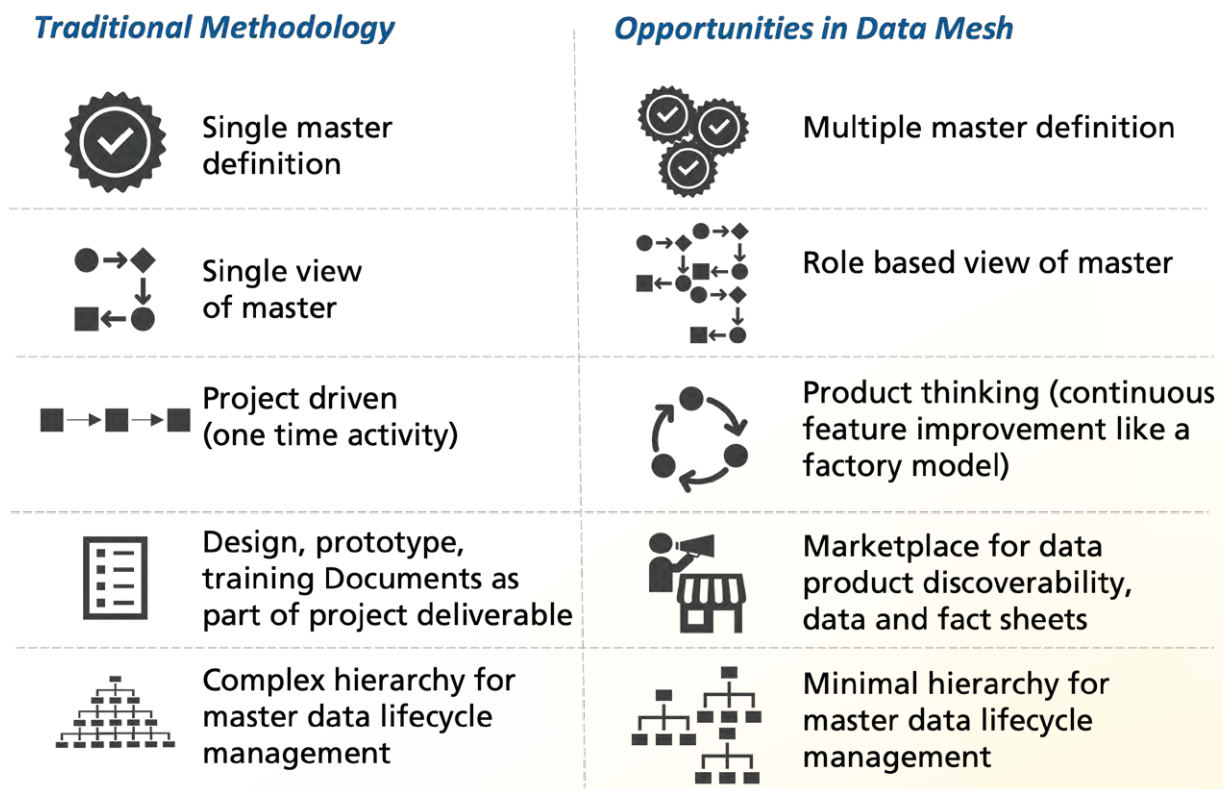 Traditional Methodology
Opportunities in Data Mesh
Single master
definition
Multiple master definition
Single view
of master
Role based view of master
Project driven
(one time activity)
Product thinking (continuous
feature improvement like a
factory model)
Design, prototype,
training Documents as
part of project deliverable
Marketplace for data
product discoverability,
data and fact sheets
Complex hierarchy for
master data lifecycle
management
Minimal hierarchy for
master data lifecycle
management